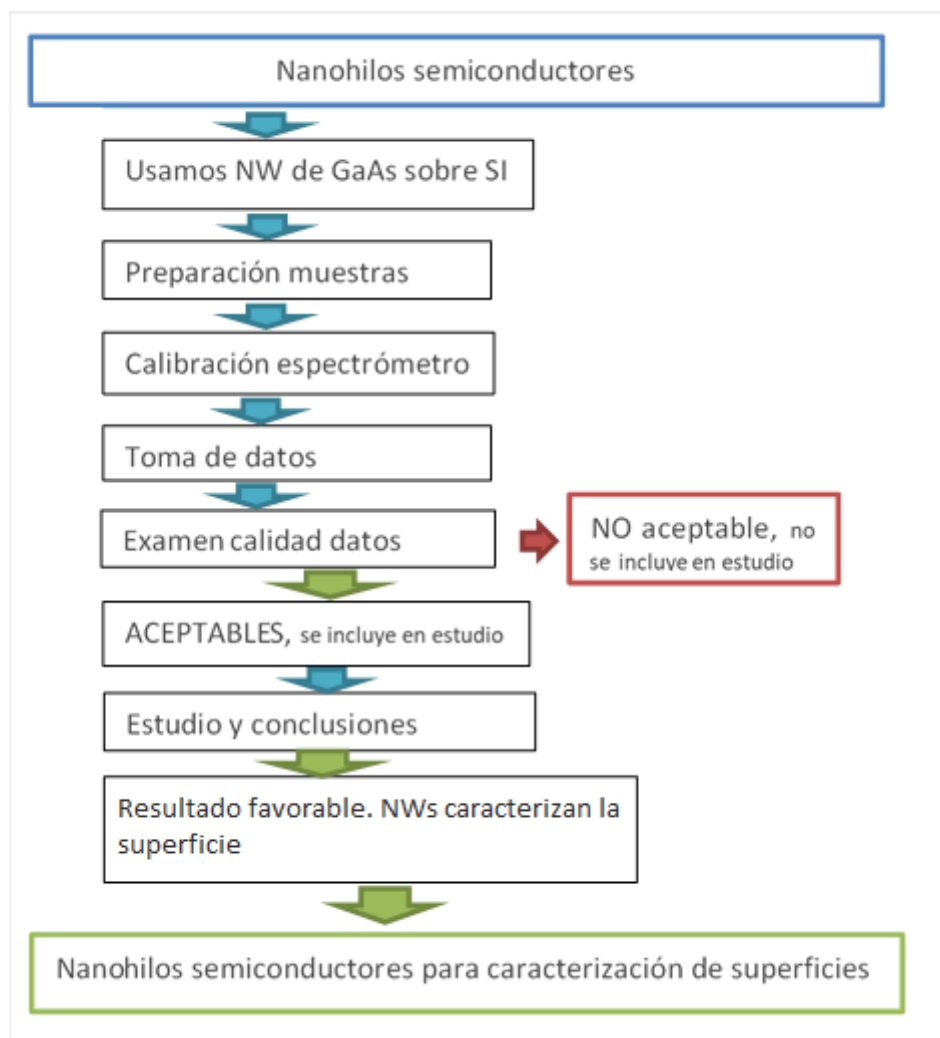 Nanohilos semiconductores
Usamos NW de GaAs sobre SI
Preparación muestras
Calibración espectrómetro
Toma de datos
Examen calidad datos
NO aceptable, no
se incluve en estudio
ACEPTABLES, se incluye en estudio
Estudio y conclusiones
Resultado favorable. NWs caracterizan la
superficie
Nanohilos semiconductores para caracterización de superficies